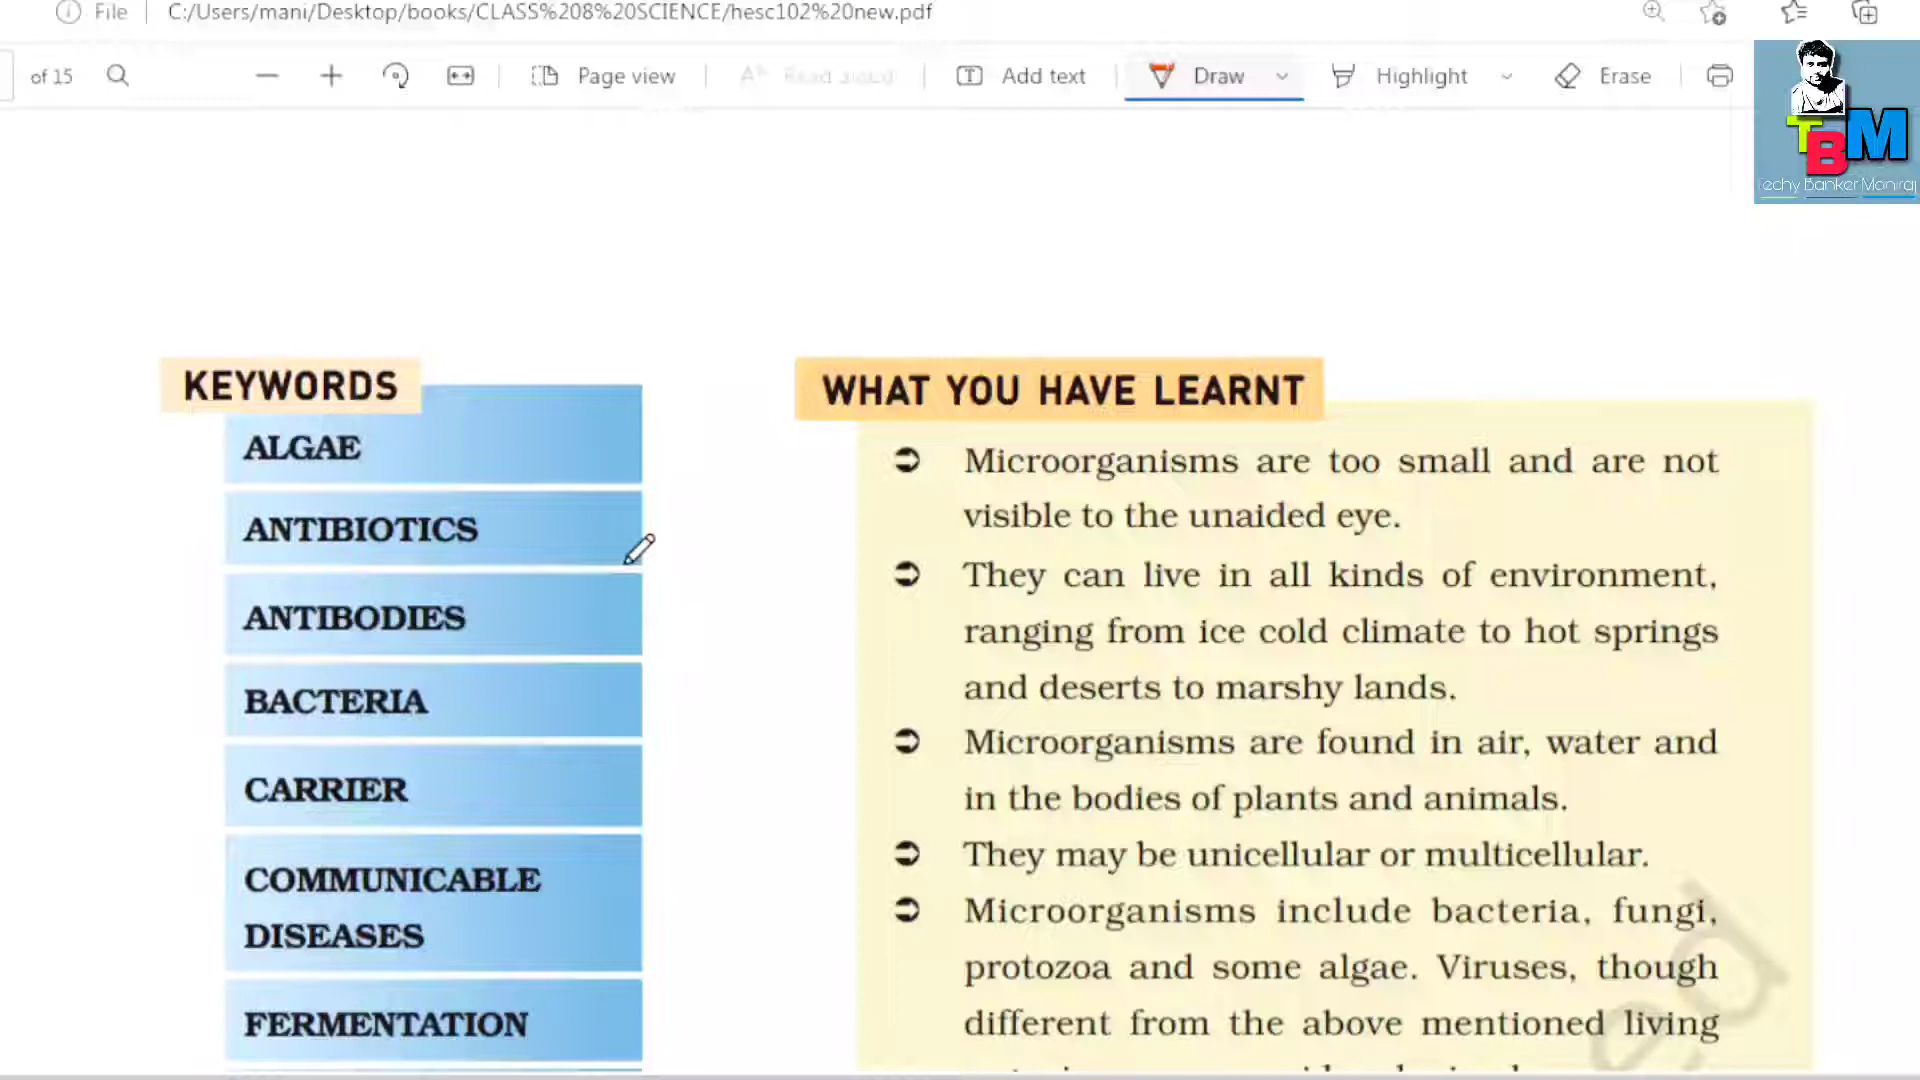 File C:/Users/mani/Desktop/books/CLASS%208%20SCIENCE/hesc102%20new.pdf
of 15 Page view Read aloud Add text Draw Highlight Erase
TBM
Techy Banker Maniraj
KEYWORDS
ALGAE
ANTIBIOTICS
ANTIBODIES
BACTERIA
CARRIER
COMMUNICABLE
DISEASES
FERMENTATION
WHAT YOU HAVE LEARNT
Microorganisms are too small and are not
visible to the unaided eye.
They can live in all kinds of environment,
ranging from ice cold climate to hot springs
and deserts to marshy lands.
Microorganisms are found in air, water and
in the bodies of plants and animals.
They may be unicellular or multicellular.
Microorganisms include bacteria, fungi,
protozoa and some algae. Viruses, though
different from the above mentioned living